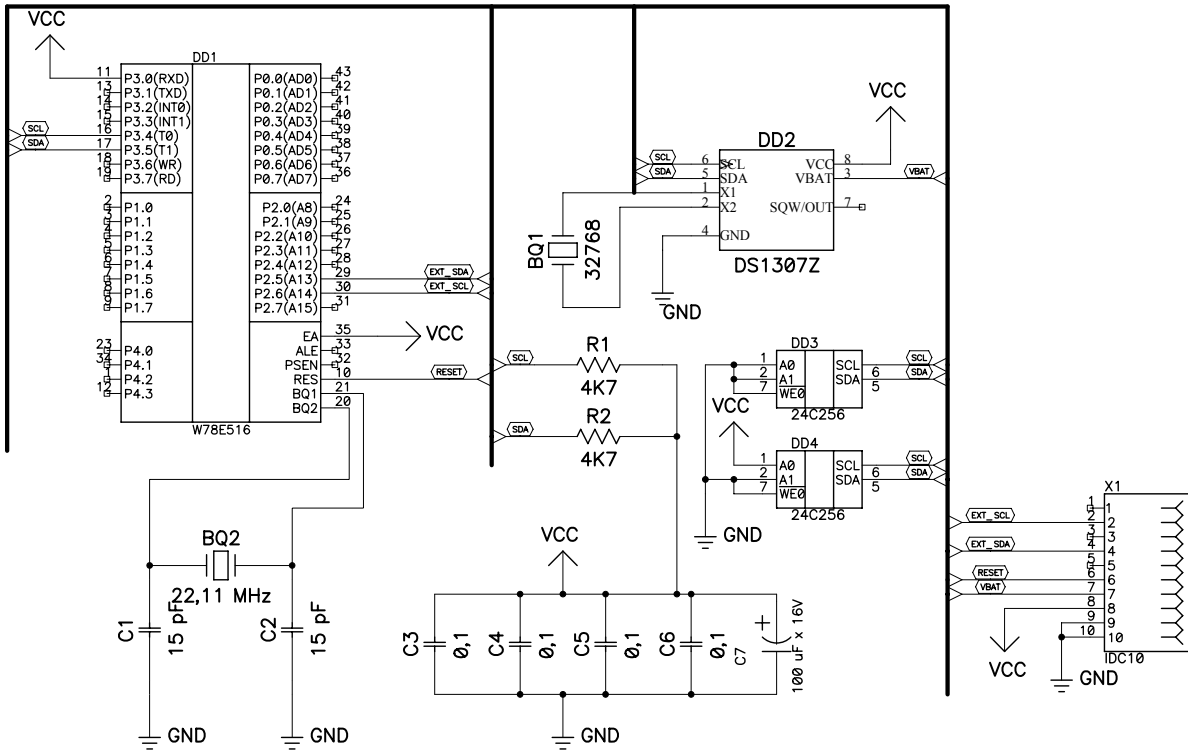 VCC
DD1
11 P3.0(RXD) P0.0(AD0) 43
13 P3.1(TXD) P0.1(AD1) 42
14 P3.2(INT0) P0.2(AD2) 41
15 P3.3(INT1) P0.3(AD3) 40
SCL 16 P3.4(T0) P0.4(AD4) 39
SDA 17 P3.5(T1) P0.5(AD5) 38
18 P3.6(WR) P0.6(AD6) 37
19 P3.7(RD) P0.7(AD7) 36
2 P1.0 P2.0(A8) 24
3 P1.1 P2.1(A9) 25
4 P1.2 P2.2(A10) 26
5 P1.3 P2.3(A11) 27
6 P1.4 P2.4(A12) 28
7 P1.5 P2.5(A13) 29 EXT_SDA
8 P1.6 P2.6(A14) 30 EXT_SCL
9 P1.7 P2.7(A15) 31
EA 35 VCC
23 P4.0 ALE 33
34 P4.1 PSEN 32
1 P4.2 RES 10 RESET
12 P4.3 BQ1 21
BQ2 20
W78E516
BQ2
22,11 MHz
C1
15 pF
C2
15 pF
GND
GND
VCC
DD2
SCL 6 SCL VCC 8
SDA 5 SDA VBAT 3 VBAT
1 X1
2 X2 SQW/OUT 7
4 GND
DS1307Z
BQ1
32768
GND
SCL R1
4K7
SDA R2
4K7
DD3
1 A0 SCL SCL
2 A1 SDA 6 SDA
7 WE0 5
24C256
VCC
DD4
1 A0 SCL SCL
2 A1 SDA 6 SDA
7 WE0 5
24C256
GND
VCC
C3
0,1
C4
0,1
C5
0,1
C6
0,1
+
C7
100 uF x 16V
GND
X1
1 1
EXT_SCL 2 2
3 3
EXT_SDA 4 4
5 5
RESET 6 6
VBAT 7 7
8 8
9 9
10 10
IDC10
VCC
GND